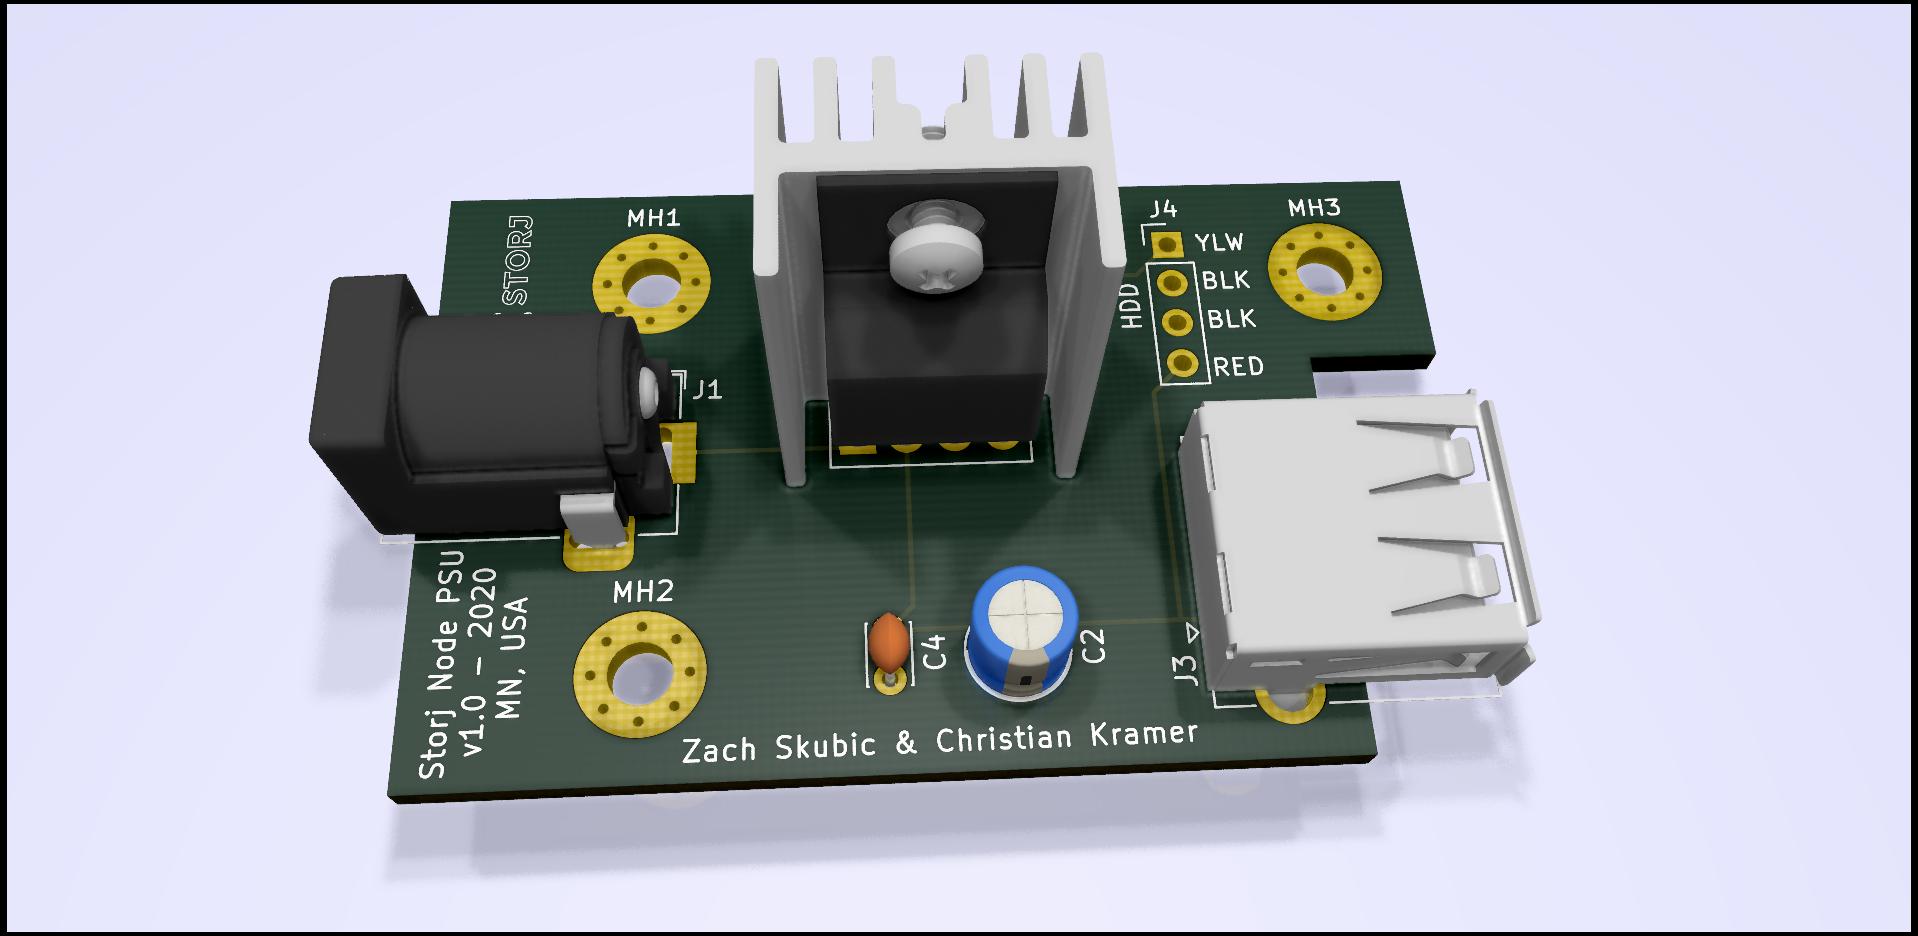 MH1
STORJ
J4
YLW
BLK
BLK
RED
HDD
MH3
J1
MH2
Storj Node PSU
v1.0 - 2020
MN, USA
C4
C2
J3
Zach Skubic & Christian Kramer